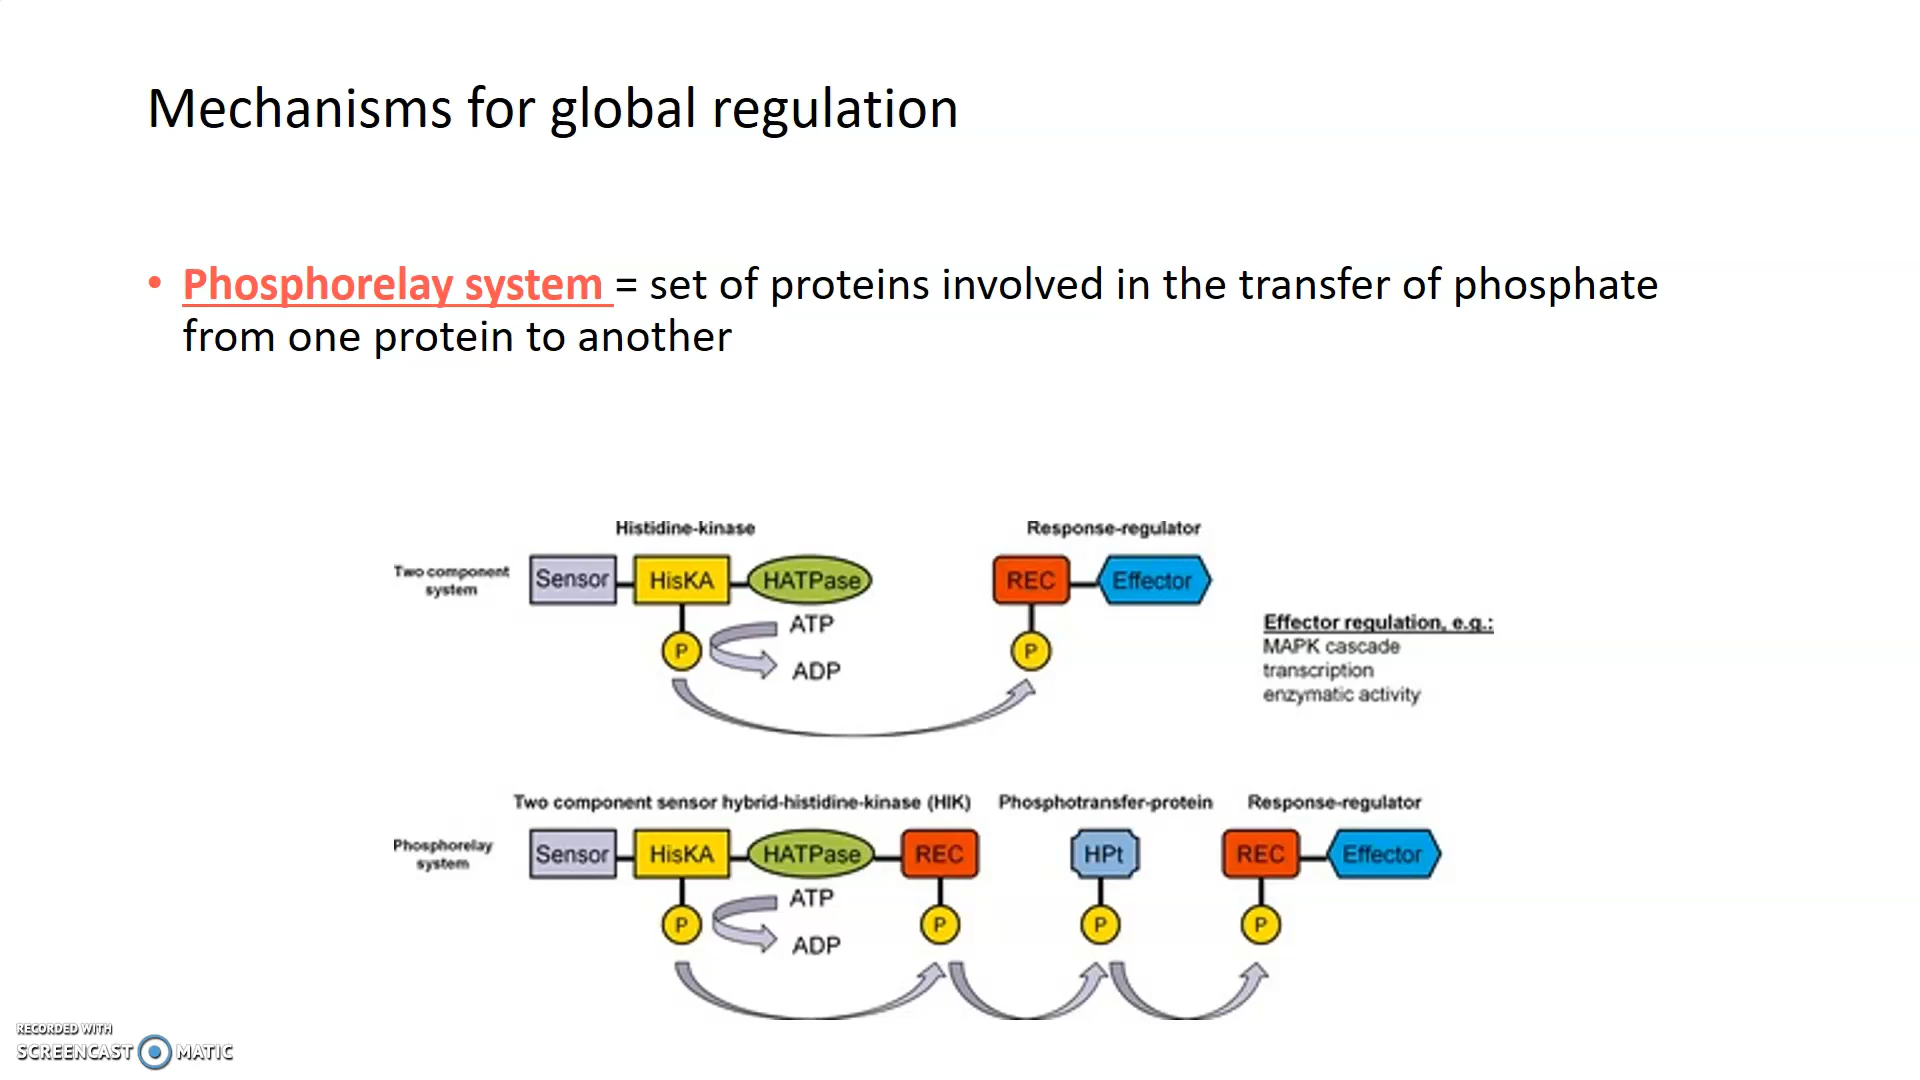 Mechanisms for global regulation
• Phosphorelay system = set of proteins involved in the transfer of phosphate
from one protein to another
Histidine-kinase
Response-regulator
Two component
system
Sensor
HisKA
HATPase
REC
Effector
ATP
P
ADP
P
Effector regulation, e.g.:
MAPK cascade
transcription
enzymatic activity
Two component sensor hybrid-histidine-kinase (HIK)
Phosphotransfer-protein
Response-regulator
Phosphorelay
system
Sensor
HisKA
HATPase
REC
HPt
REC
Effector
ATP
P
ADP
P
P
P
RECORDED WITH
SCREENCAST MATIC